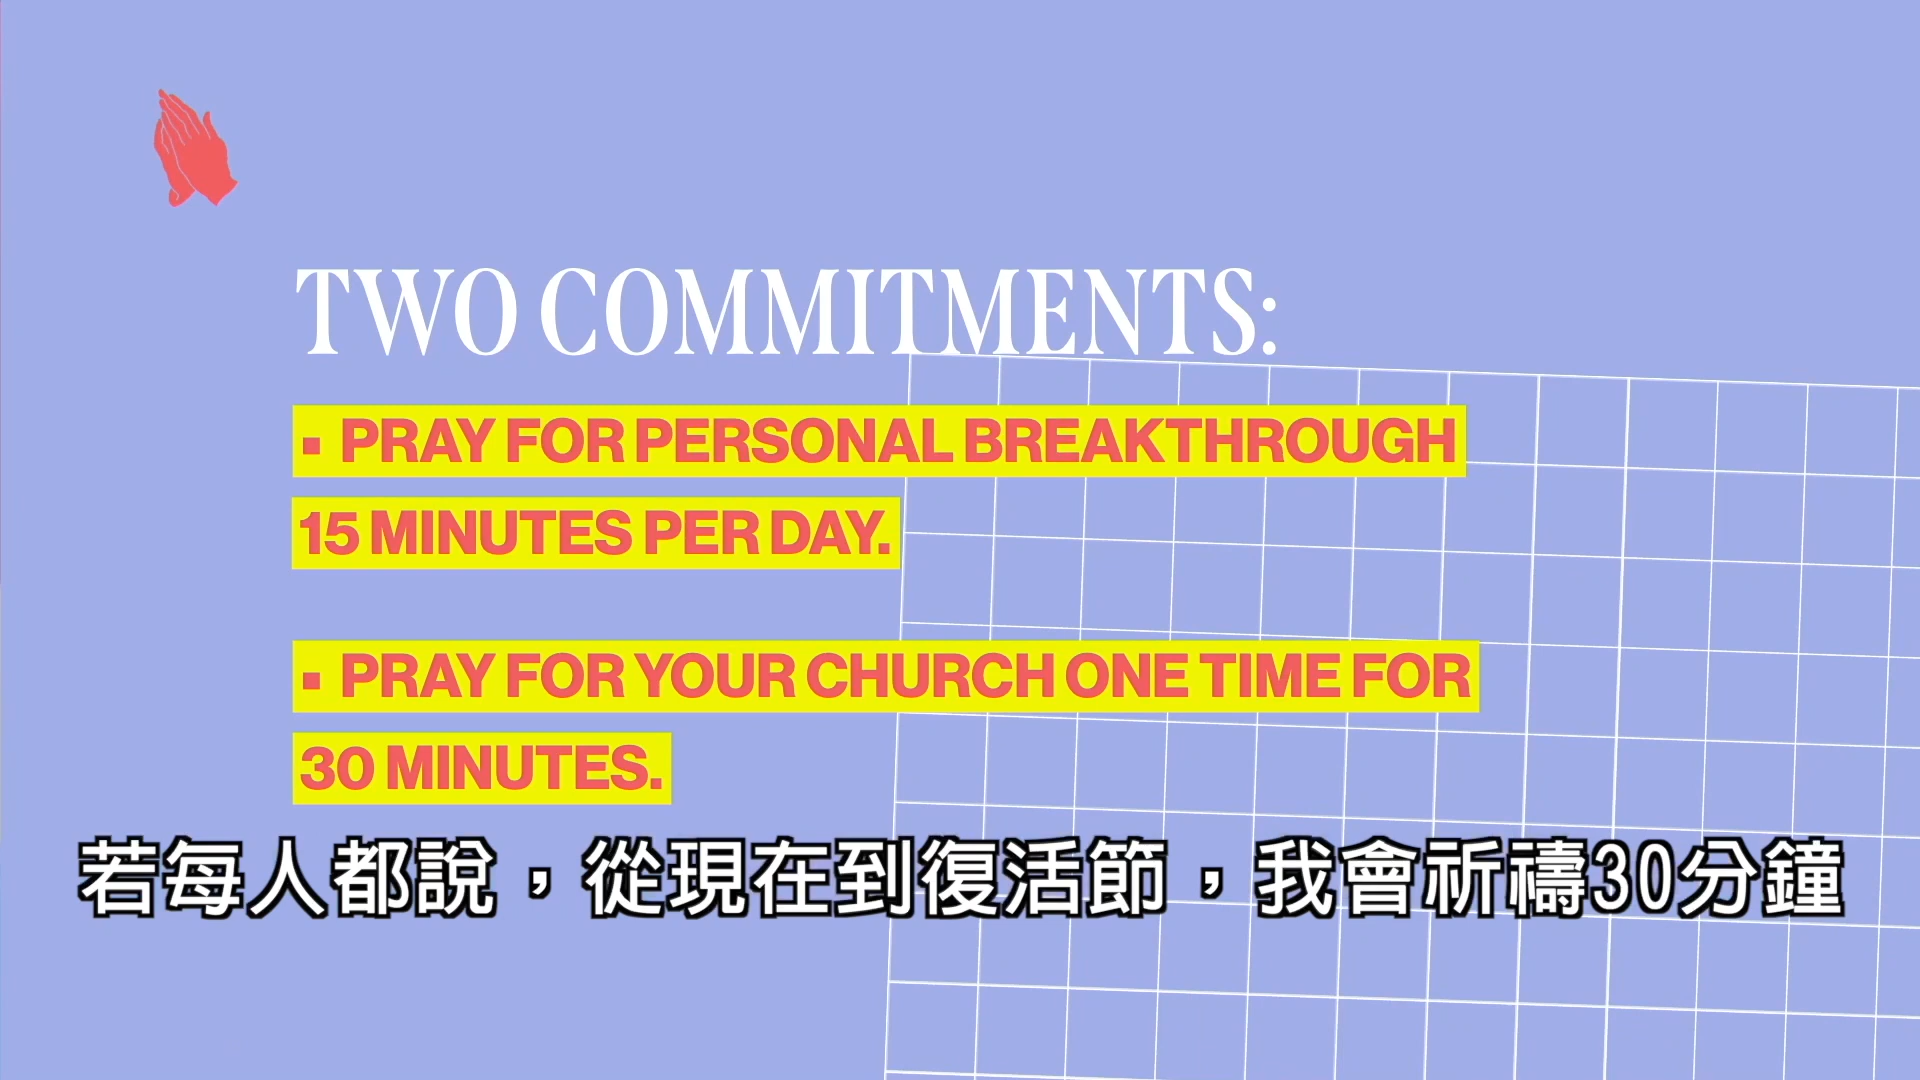 TWO COMMITMENTS:
▪ PRAY FOR PERSONAL BREAKTHROUGH
15 MINUTES PER DAY.
▪ PRAY FOR YOUR CHURCH ONE TIME FOR
30 MINUTES.
若每人都說，從現在到復活節，我會祈禱30分鐘